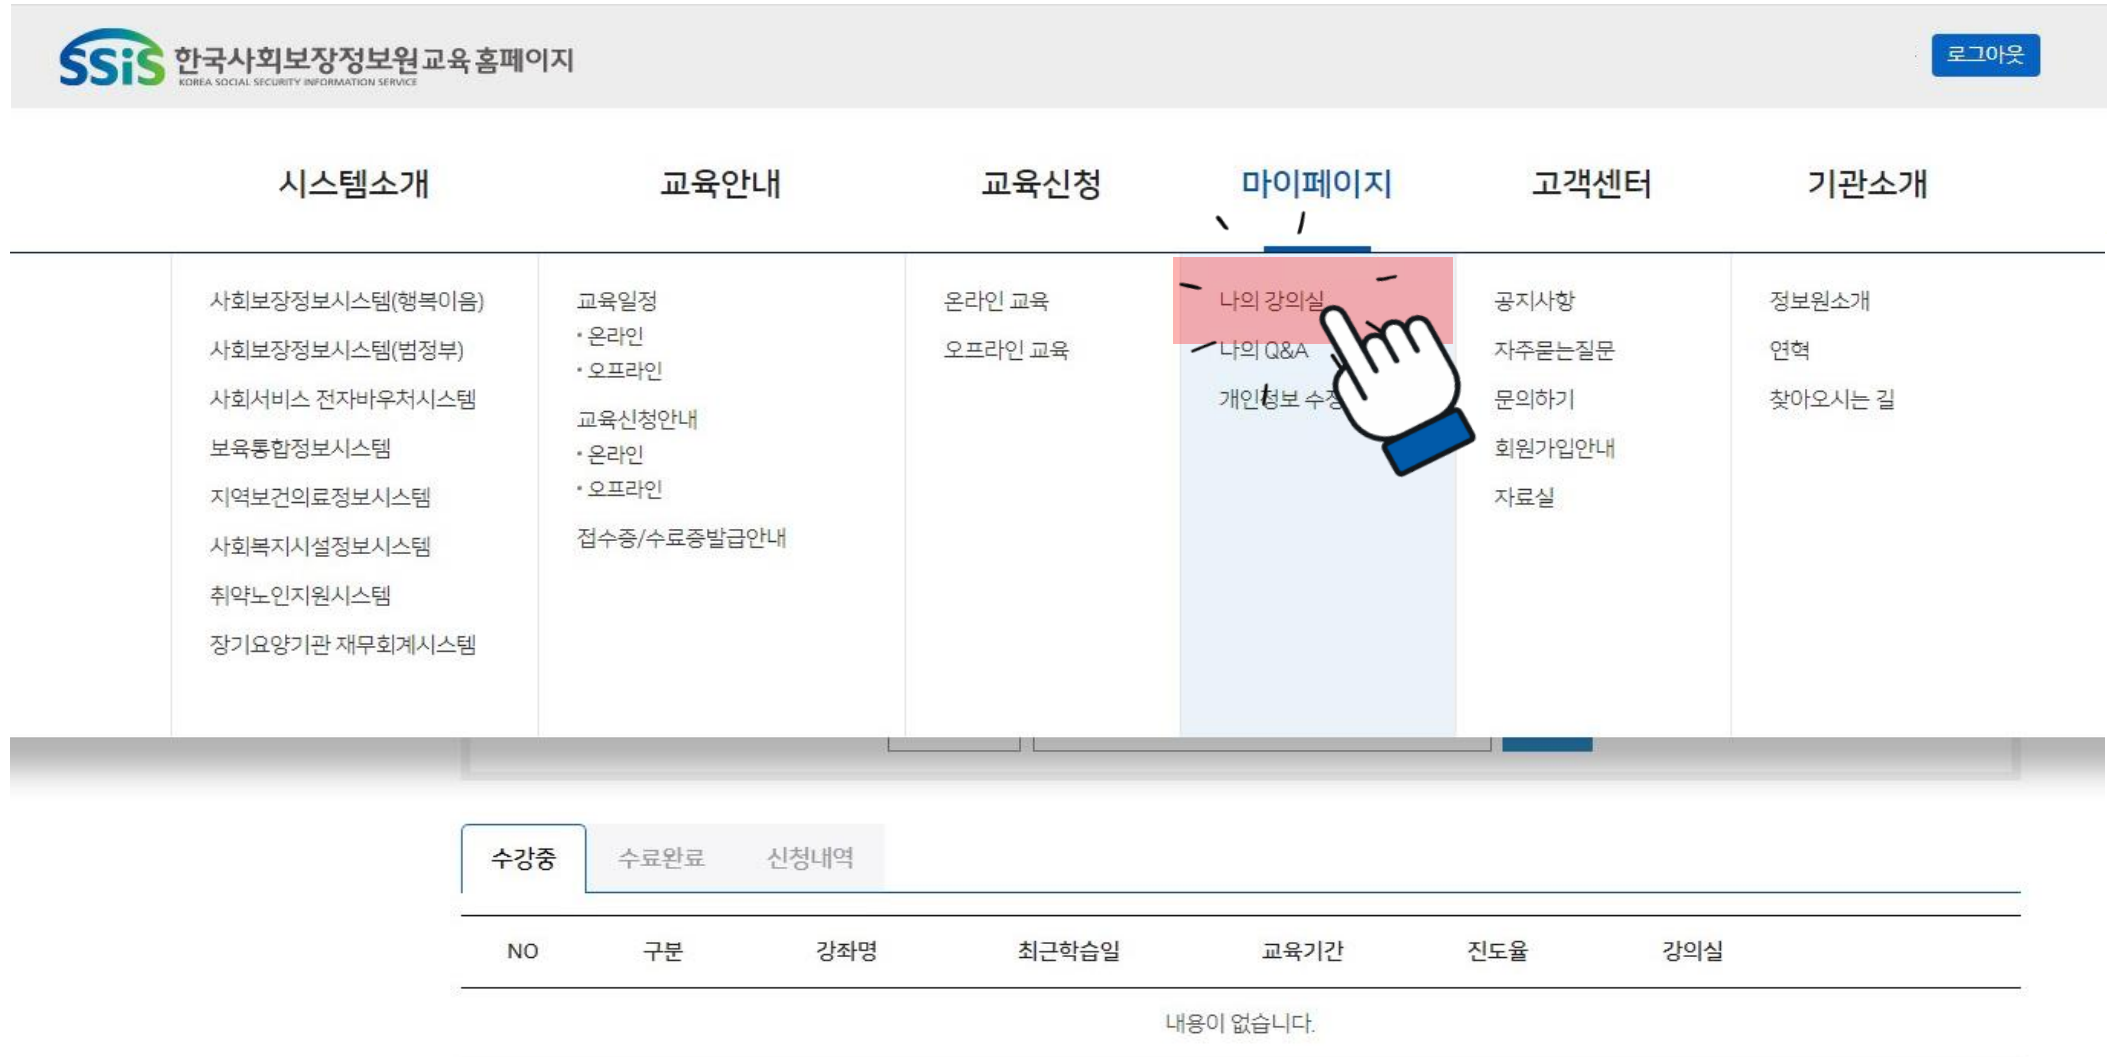 SSiS 한국사회보장정보원 교육 홈페이지
KOREA SOCIAL SECURITY INFORMATION SERVICE
로그아웃
시스템소개 교육안내 교육신청 마이페이지 고객센터 기관소개
사회보장정보시스템(행복이음)
사회보장정보시스템(범정부)
사회서비스 전자바우처시스템
보육통합정보시스템
지역보건의료정보시스템
사회복지시설정보시스템
취약노인지원시스템
장기요양기관 재무회계시스템
교육일정
• 온라인
• 오프라인
교육신청안내
• 온라인
• 오프라인
접수증/수료증발급안내
온라인 교육
오프라인 교육
나의 강의실
나의 Q&A
개인정보 수정
공지사항
자주묻는질문
문의하기
회원가입안내
자료실
정보원소개
연혁
찾아오시는 길
수강중 수료완료 신청내역
NO 구분 강좌명 최근학습일 교육기간 진도율 강의실
내용이 없습니다.